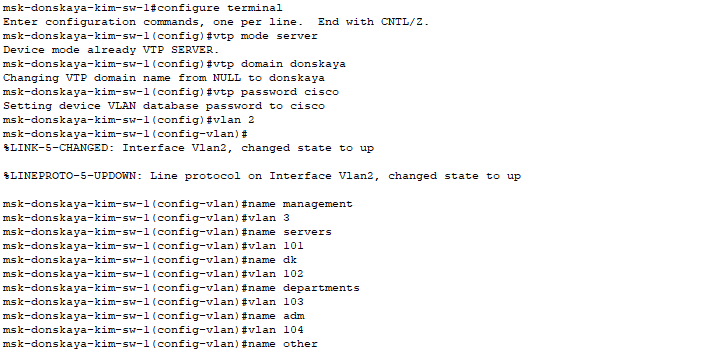 msk-donskaya-kim-sw-1#configure terminal
Enter configuration commands, one per line.  End with CNTL/Z.
msk-donskaya-kim-sw-1(config)#vtp mode server
Device mode already VTP SERVER.
msk-donskaya-kim-sw-1(config)#vtp domain donskaya
Changing VTP domain name from NULL to donskaya
msk-donskaya-kim-sw-1(config)#vtp password cisco
Setting device VLAN database password to cisco
msk-donskaya-kim-sw-1(config)#vlan 2
msk-donskaya-kim-sw-1(config-vlan)#
%LINK-5-CHANGED: Interface Vlan2, changed state to up
%LINEPROTO-5-UPDOWN: Line protocol on Interface Vlan2, changed state to up
msk-donskaya-kim-sw-1(config-vlan)#name management
msk-donskaya-kim-sw-1(config-vlan)#vlan 3
msk-donskaya-kim-sw-1(config-vlan)#name servers
msk-donskaya-kim-sw-1(config-vlan)#vlan 101
msk-donskaya-kim-sw-1(config-vlan)#name dk
msk-donskaya-kim-sw-1(config-vlan)#vlan 102
msk-donskaya-kim-sw-1(config-vlan)#name departments
msk-donskaya-kim-sw-1(config-vlan)#vlan 103
msk-donskaya-kim-sw-1(config-vlan)#name adm
msk-donskaya-kim-sw-1(config-vlan)#vlan 104
msk-donskaya-kim-sw-1(config-vlan)#name other